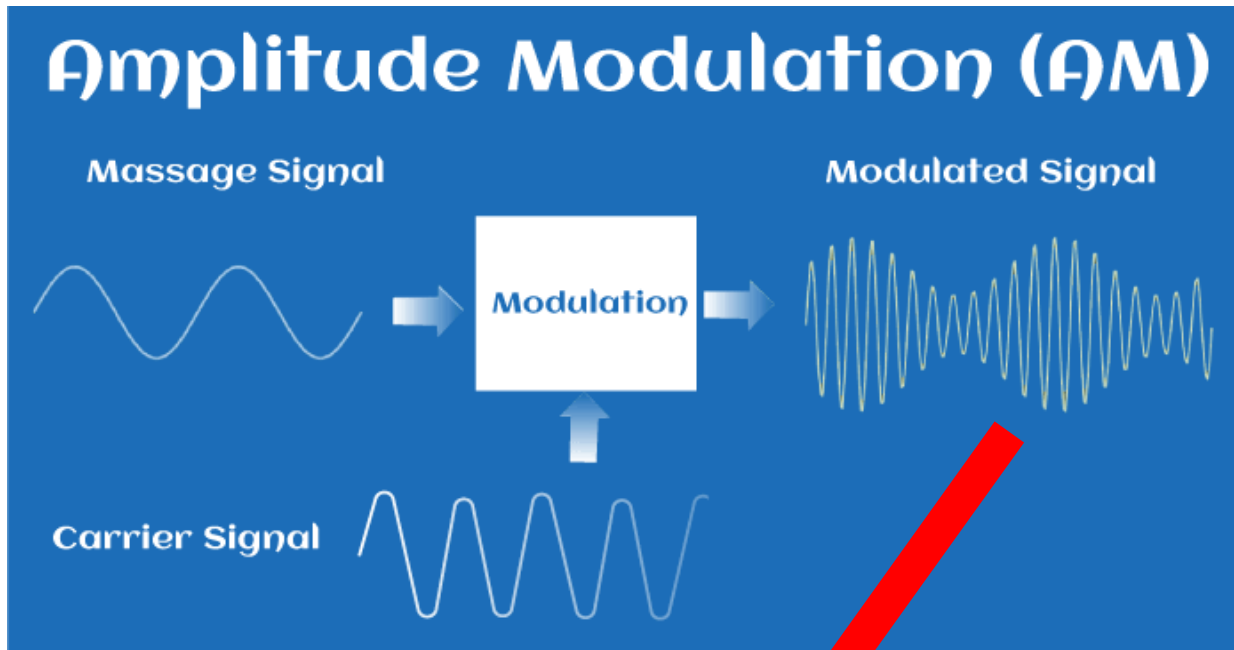 Amplitude Modulation (AM)
Massage Signal
Modulated Signal
Modulation
Carrier Signal